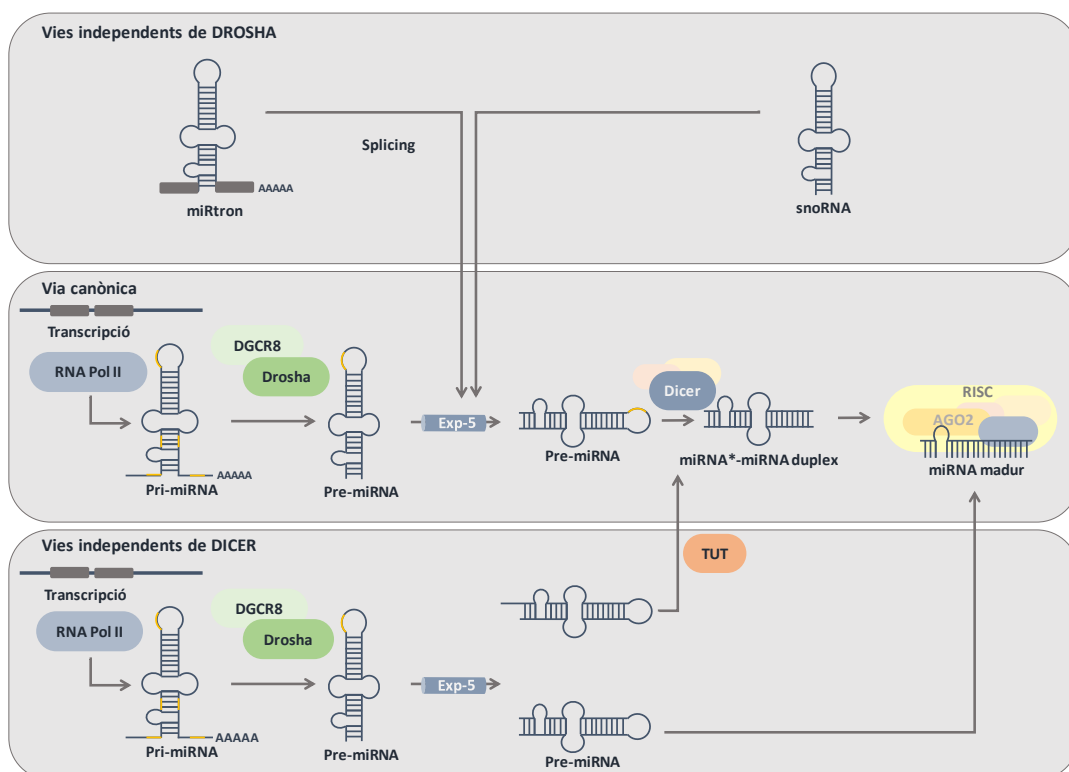 Vies independents de DROSHA
Splicing
AAAAA
miRtron
snoRNA
Via canònica
Transcripció
RNA Pol II
DGCR8
Drosha
AAAAA
Pri-miRNA
Pre-miRNA
Exp-5
Pre-miRNA
Dicer
miRNA*-miRNA duplex
RISC
AGO2
miRNA madur
Vies independents de DICER
Transcripció
RNA Pol II
DGCR8
Drosha
AAAAA
Pri-miRNA
Pre-miRNA
Exp-5
TUT
Pre-miRNA